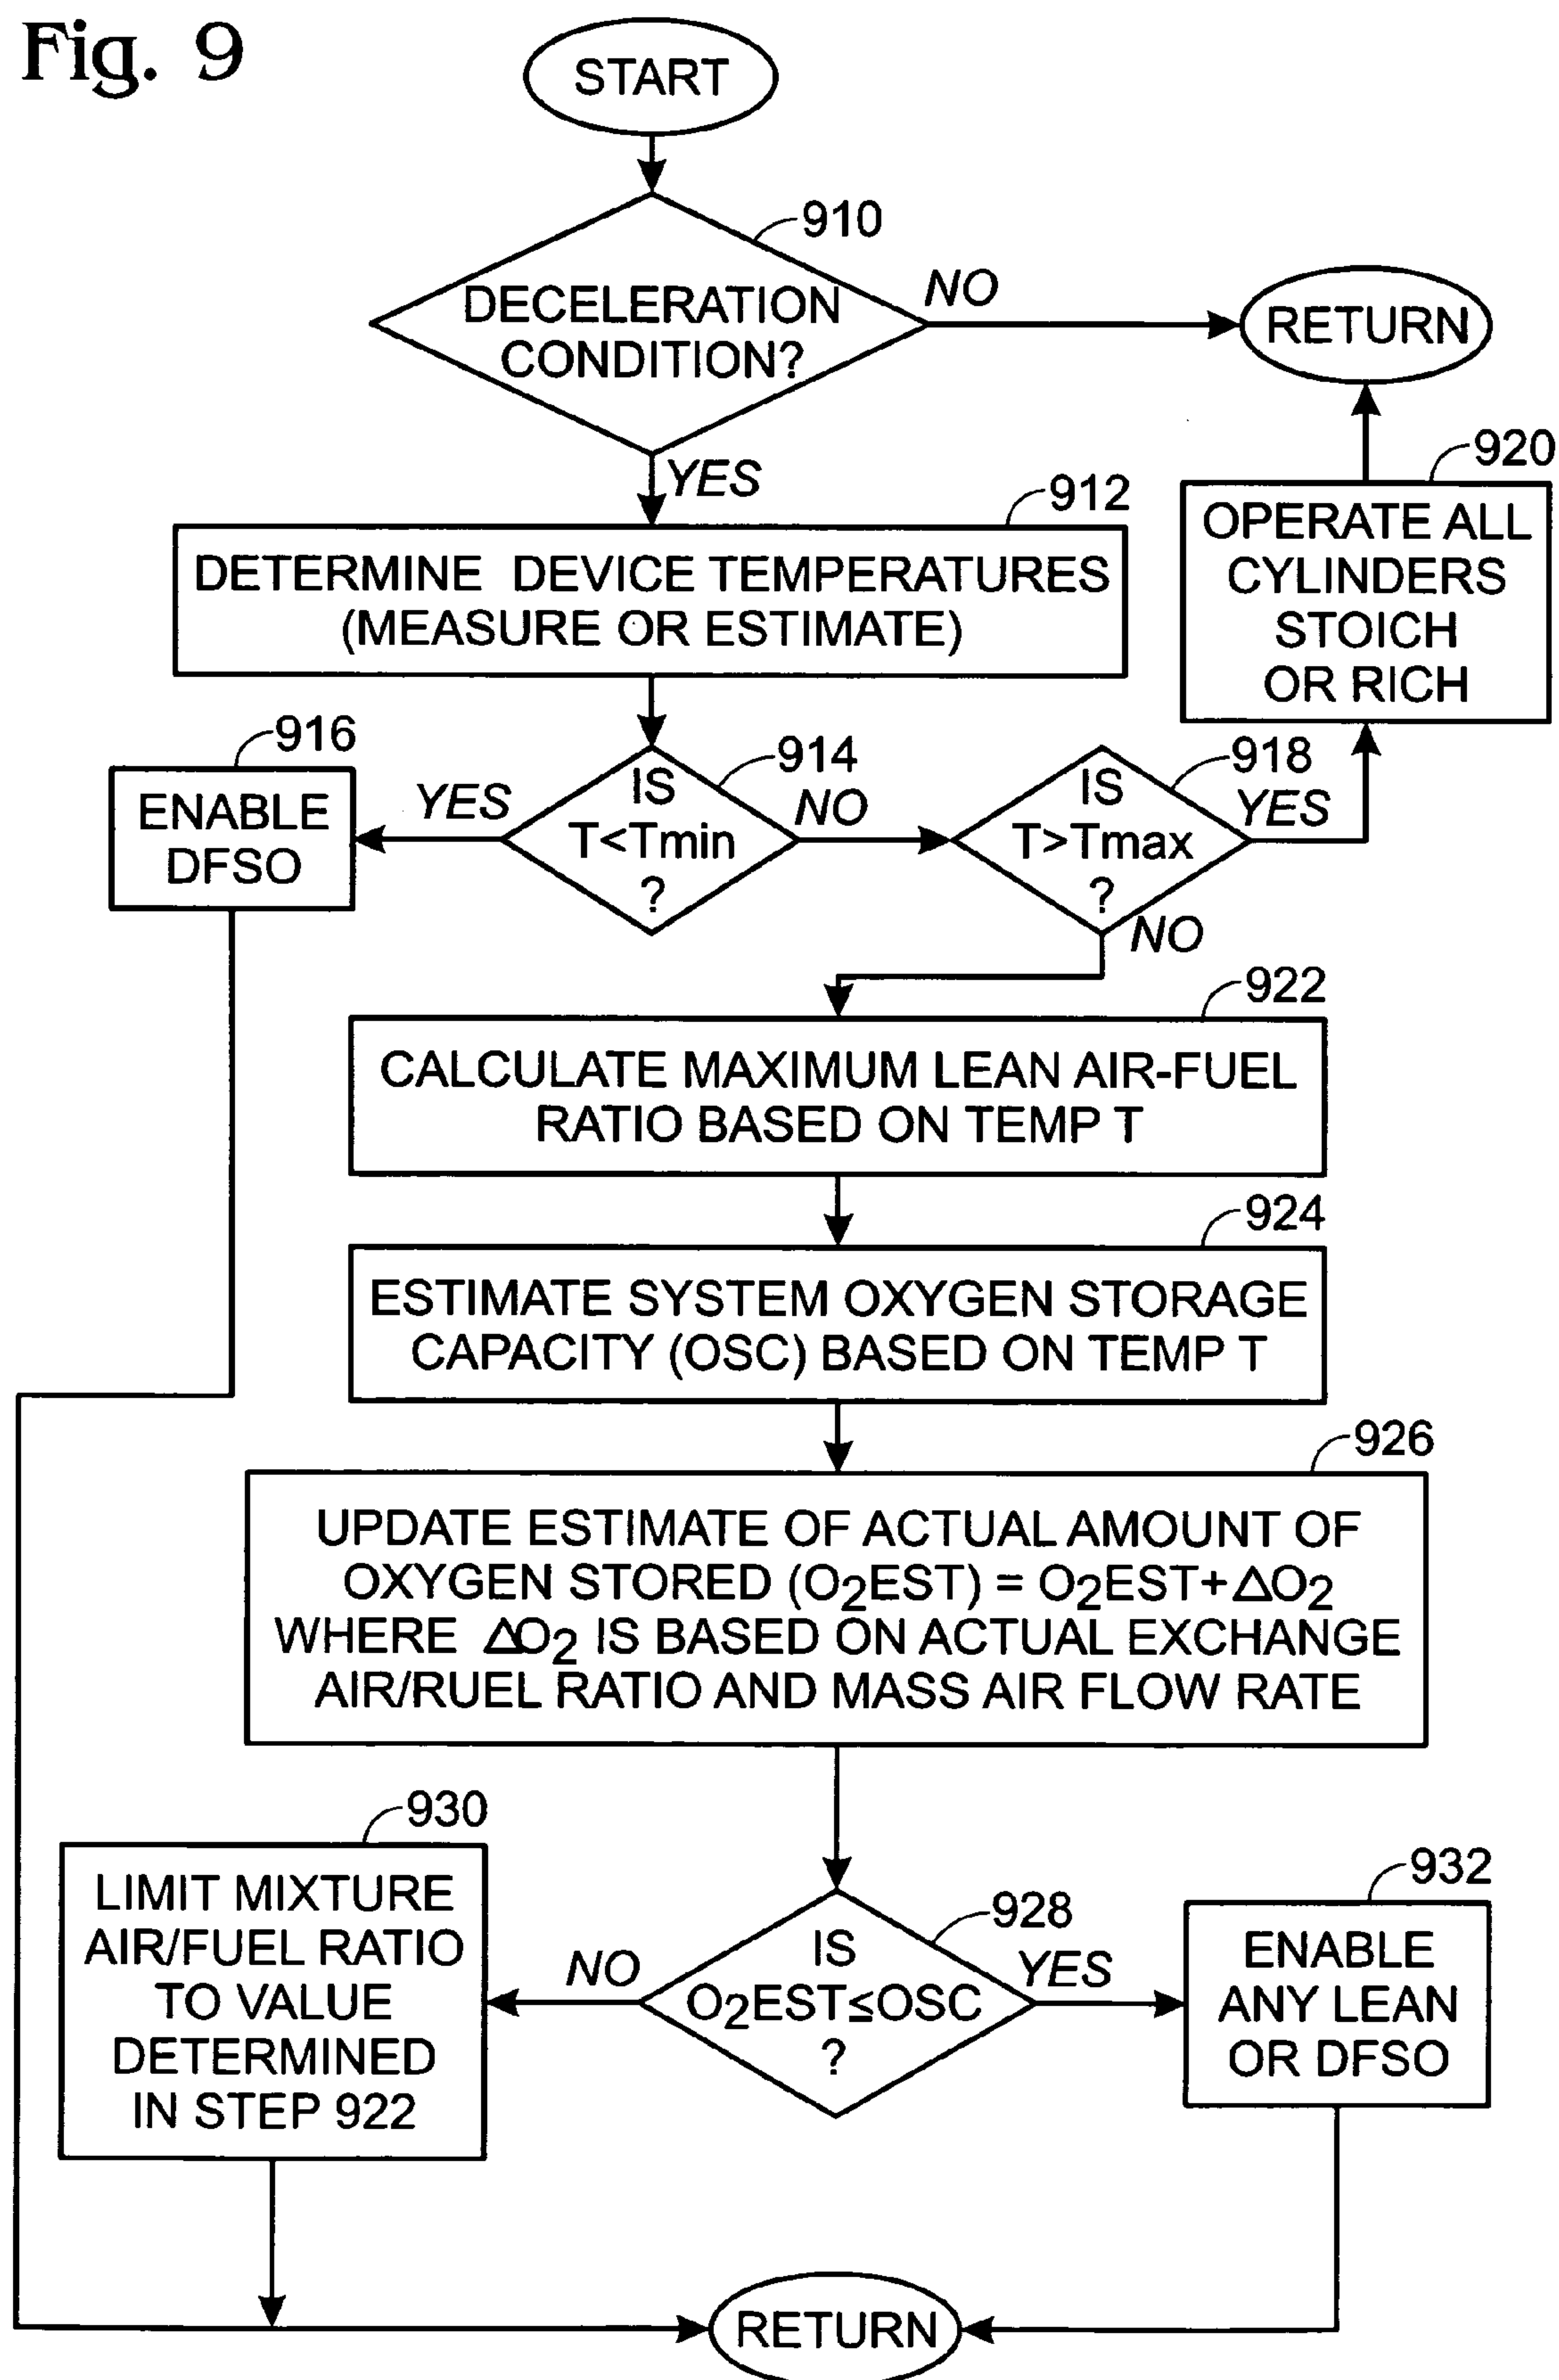 Fig. 9
START
910
DECELERATION
CONDITION?
NO
RETURN
YES
912
DETERMINE DEVICE TEMPERATURES
(MEASURE OR ESTIMATE)
920
OPERATE ALL
CYLINDERS
STOICH
OR RICH
916
ENABLE
DFSO
YES
914
IS
T<Tmin
?
NO
918
IS
T>Tmax
?
YES
NO
922
CALCULATE MAXIMUM LEAN AIR-FUEL
RATIO BASED ON TEMP T
924
ESTIMATE SYSTEM OXYGEN STORAGE
CAPACITY (OSC) BASED ON TEMP T
926
UPDATE ESTIMATE OF ACTUAL AMOUNT OF
OXYGEN STORED (O₂EST) = O₂EST+ΔO₂
WHERE ΔO₂ IS BASED ON ACTUAL EXCHANGE
AIR/RUEL RATIO AND MASS AIR FLOW RATE
930
LIMIT MIXTURE
AIR/FUEL RATIO
TO VALUE
DETERMINED
IN STEP 922
NO
928
IS
O₂EST≤OSC
?
YES
932
ENABLE
ANY LEAN
OR DFSO
RETURN